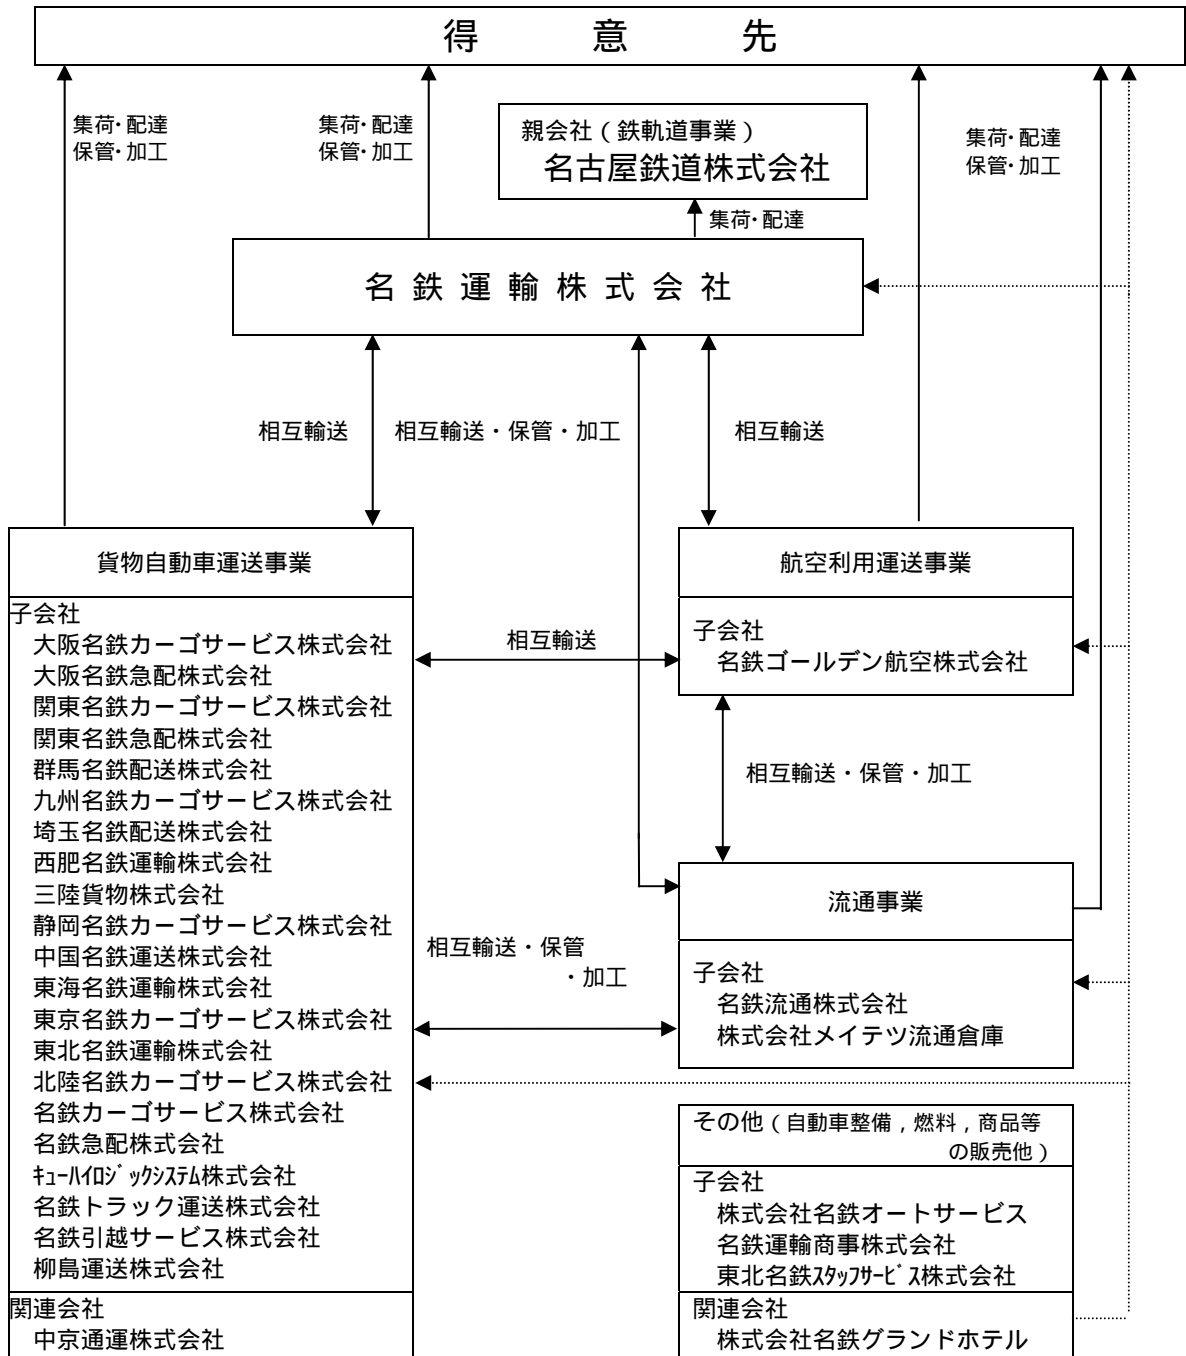 得意先
集荷・配達
保管・加工
集荷・配達
保管・加工
親会社(鉄軌道事業)
名古屋鉄道株式会社
集荷・配達
保管・加工
集荷・配達
名鉄運輸株式会社
相互輸送
相互輸送・保管・加工
相互輸送
貨物自動車運送事業
子会社
大阪名鉄カーゴサービス株式会社
大阪名鉄急配株式会社
関東名鉄カーゴサービス株式会社
関東名鉄急配株式会社
群馬名鉄配送株式会社
九州名鉄カーゴサービス株式会社
埼玉名鉄配送株式会社
西肥名鉄運輸株式会社
三陸貨物株式会社
静岡名鉄カーゴサービス株式会社
中国名鉄運送株式会社
東海名鉄運輸株式会社
東京名鉄カーゴサービス株式会社
東北名鉄運輸株式会社
北陸名鉄カーゴサービス株式会社
名鉄カーゴサービス株式会社
名鉄急配株式会社
キューハイロジックシステム株式会社
名鉄トラック運送株式会社
名鉄引越サービス株式会社
柳島運送株式会社
関連会社
中京通運株式会社
相互輸送
相互輸送・保管
・加工
航空利用運送事業
子会社
名鉄ゴールデン航空株式会社
相互輸送・保管・加工
流通事業
子会社
名鉄流通株式会社
株式会社メイテツ流通倉庫
その他(自動車整備,燃料,商品等
の販売他)
子会社
株式会社名鉄オートサービス
名鉄運輸商事株式会社
東北名鉄スタッフサービス株式会社
関連会社
株式会社名鉄グランドホテル